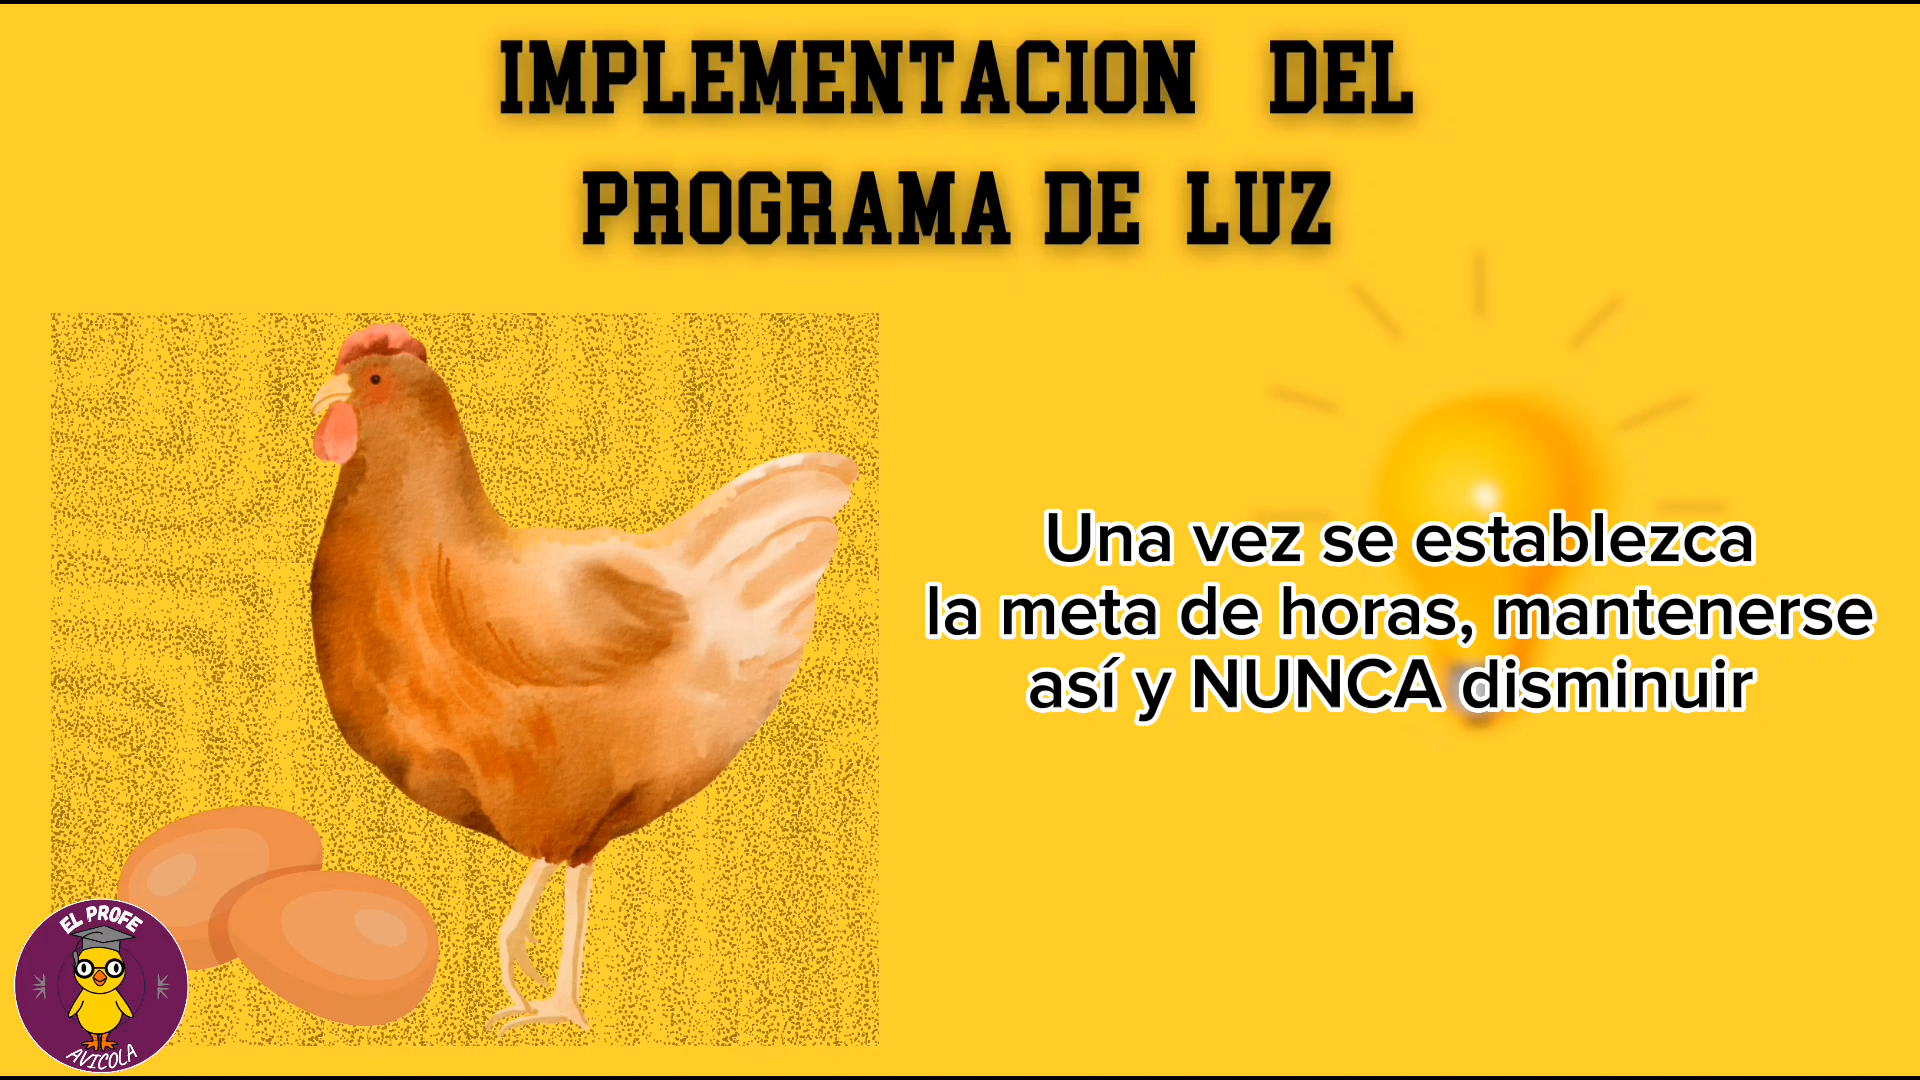 IMPLEMENTACION DEL
PROGRAMA DE LUZ
Una vez se establezca
la meta de horas, mantenerse
así y NUNCA disminuir
EL PROFE
AVICOLA